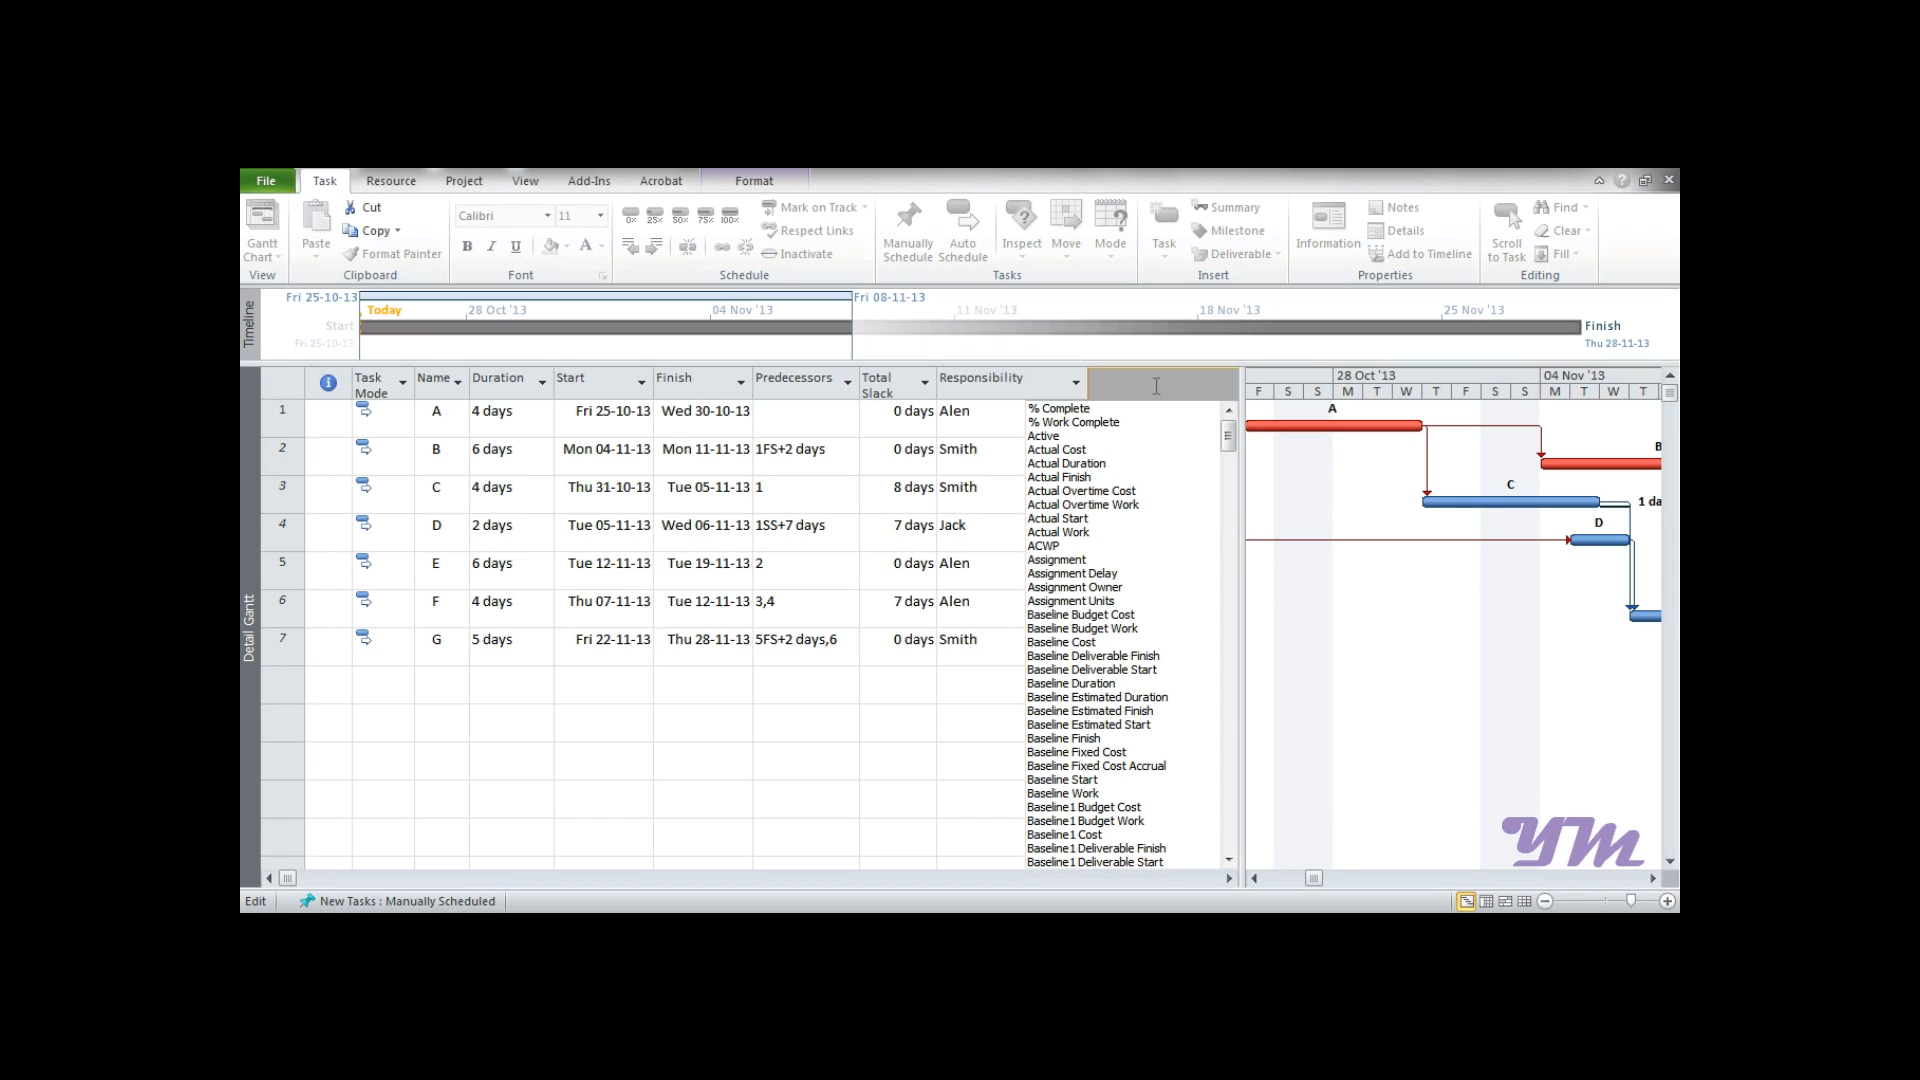 File Task Resource Project View Add-Ins Acrobat Format
Gantt Chart
View
Paste
Cut
Copy
Format Painter
Clipboard
Calibri 11
B I U A
Font
0% 25% 50% 75% 100%
Mark on Track
Respect Links
Inactivate
Schedule
Manually Schedule
Auto Schedule
Inspect
Move
Mode
Tasks
Task
Summary
Milestone
Deliverable
Insert
Information
Notes
Details
Add to Timeline
Properties
Scroll to Task
Find
Clear
Fill
Editing
Timeline
Fri 25-10-13 Fri 08-11-13
Today 28 Oct '13 04 Nov '13 11 Nov '13 18 Nov '13 25 Nov '13
Start
Fri 25-10-13
Finish
Thu 28-11-13
Detail Gantt
Task Mode Name Duration Start Finish Predecessors Total Slack Responsibility
1 A 4 days Fri 25-10-13 Wed 30-10-13 0 days Alen
2 B 6 days Mon 04-11-13 Mon 11-11-13 1FS+2 days 0 days Smith
3 C 4 days Thu 31-10-13 Tue 05-11-13 1 8 days Smith
4 D 2 days Tue 05-11-13 Wed 06-11-13 1SS+7 days 7 days Jack
5 E 6 days Tue 12-11-13 Tue 19-11-13 2 0 days Alen
6 F 4 days Thu 07-11-13 Tue 12-11-13 3,4 7 days Alen
7 G 5 days Fri 22-11-13 Thu 28-11-13 5FS+2 days,6 0 days Smith
% Complete
% Work Complete
Active
Actual Cost
Actual Duration
Actual Finish
Actual Overtime Cost
Actual Overtime Work
Actual Start
Actual Work
ACWP
Assignment
Assignment Delay
Assignment Owner
Assignment Units
Baseline Budget Cost
Baseline Budget Work
Baseline Cost
Baseline Deliverable Finish
Baseline Deliverable Start
Baseline Duration
Baseline Estimated Duration
Baseline Estimated Finish
Baseline Estimated Start
Baseline Finish
Baseline Fixed Cost
Baseline Fixed Cost Accrual
Baseline Start
Baseline Work
Baseline1 Budget Cost
Baseline1 Budget Work
Baseline1 Cost
Baseline1 Deliverable Finish
Baseline1 Deliverable Start
28 Oct '13 04 Nov '13
F S S M T W T F S S M T W T
A
B
C
1 da
D
YM
Edit New Tasks : Manually Scheduled